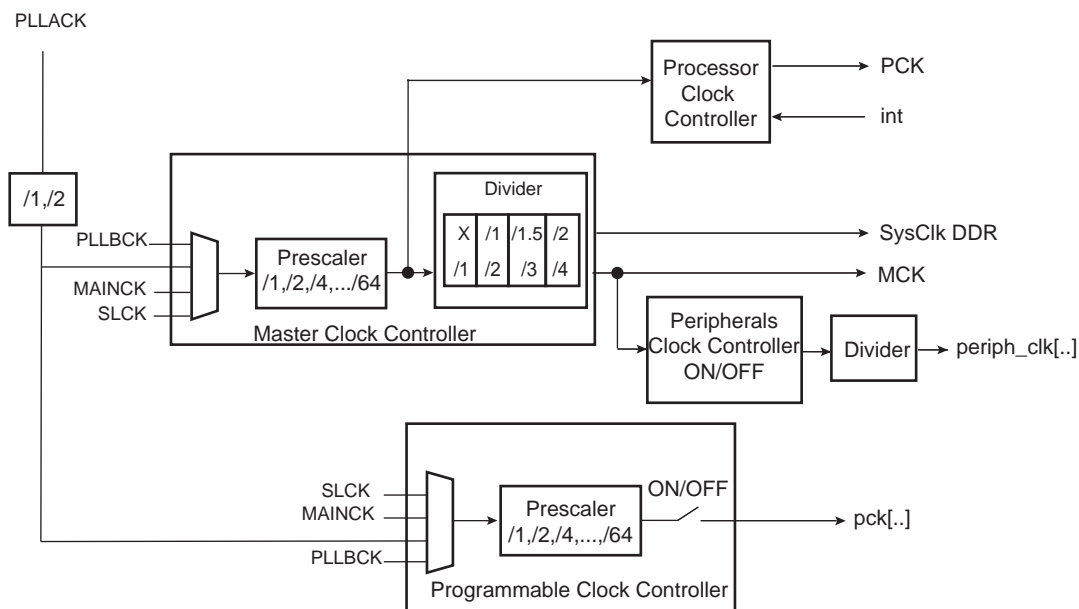 PLLACK
/1,/2
PLLBCK
MAINCK
SLCK
Prescaler
/1,/2,/4,.../64
Divider
X /1 /1.5 /2
/1 /2 /3 /4
Master Clock Controller
Processor
Clock
Controller
PCK
int
SysClk DDR
MCK
Peripherals
Clock Controller
ON/OFF
Divider
periph_clk[..]
SLCK
MAINCK
PLLBCK
Prescaler
/1,/2,/4,...,/64
ON/OFF
pck[..]
Programmable Clock Controller